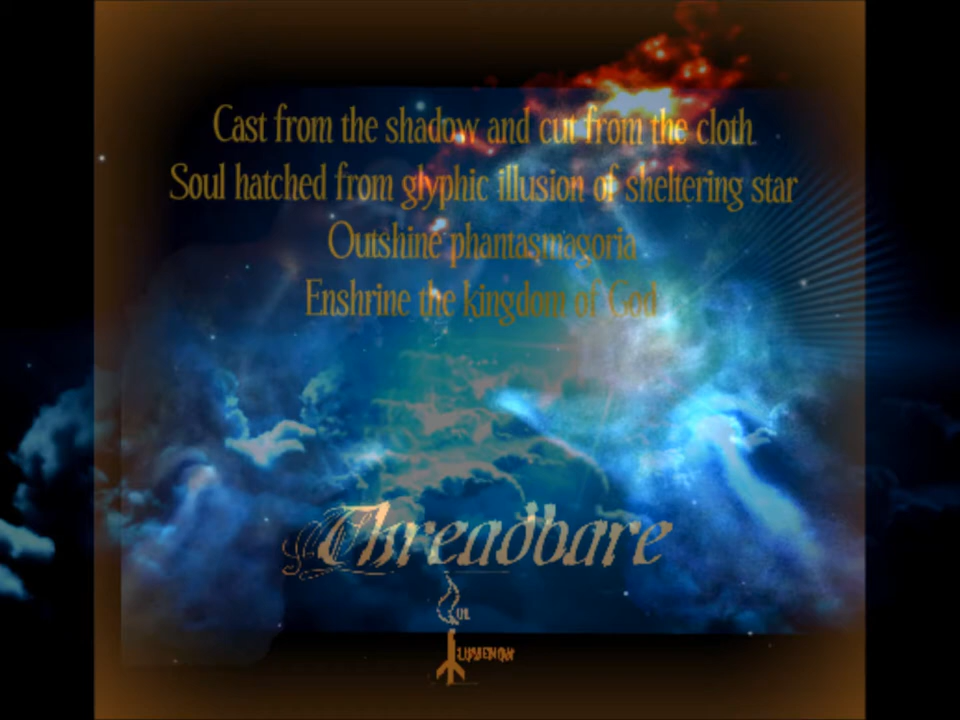 Cast from the shadow and cut from the cloth
Soul hatched from glyphic illusion of sheltering star
Outshine phantasmagoria
Enshrine the kingdom of God
Threadbare